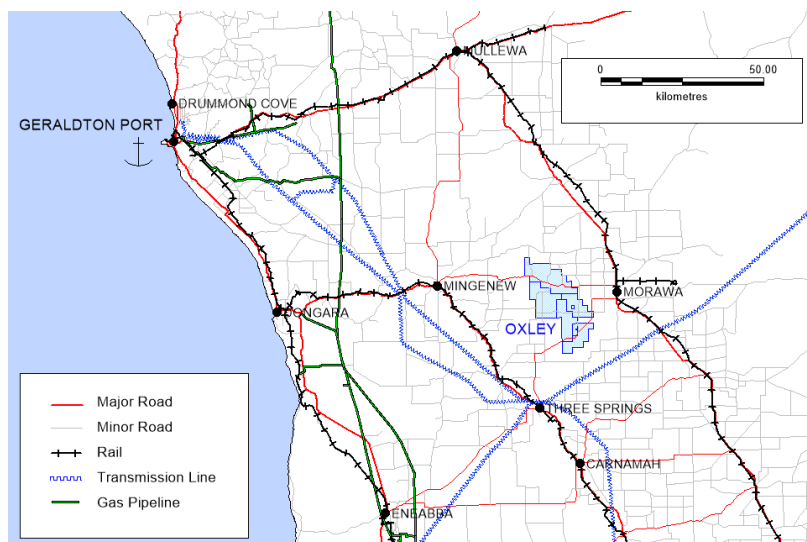 MULLEWA
0
50.00
kilometres
DRUMMOND COVE
GERALDTON PORT
MINGENEW
MORAWA
DONGARA
OXLEY
Major Road
Minor Road
Rail
Transmission Line
Gas Pipeline
THREE SPRINGS
CARNAMAH
ENEABBA